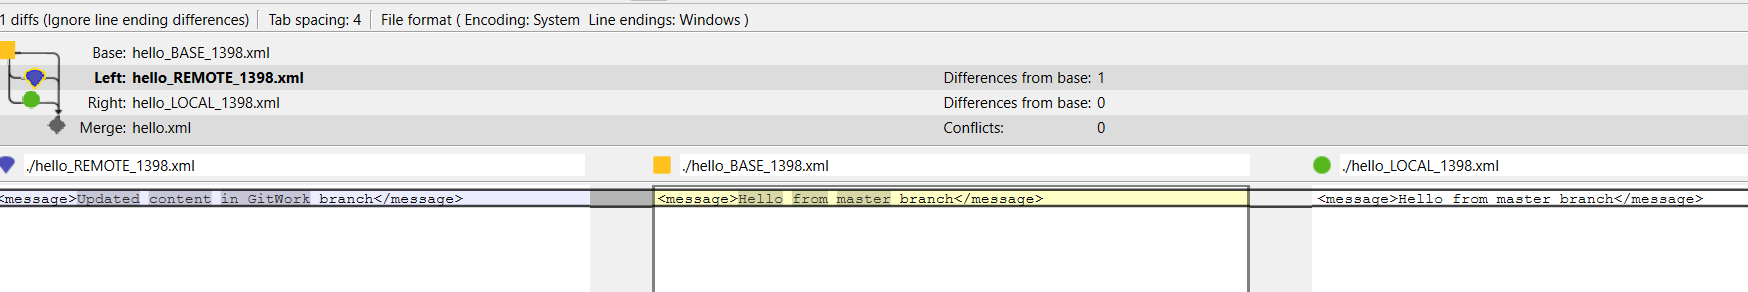 1 diffs (Ignore line ending differences) Tab spacing: 4 File format ( Encoding: System Line endings: Windows )
Base: hello_BASE_1398.xml
Left: hello_REMOTE_1398.xml Differences from base: 1
Right: hello_LOCAL_1398.xml Differences from base: 0
Merge: hello.xml Conflicts: 0
./hello_REMOTE_1398.xml ./hello_BASE_1398.xml ./hello_LOCAL_1398.xml
<message>Updated content in GitWork branch</message> <message>Hello from master branch</message> <message>Hello from master branch</message>